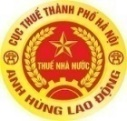 CỤC THUẾ THÀNH PHỐ HÀ NỘI
THUẾ NHÀ NƯỚC
ANH HÙNG LAO ĐỘNG